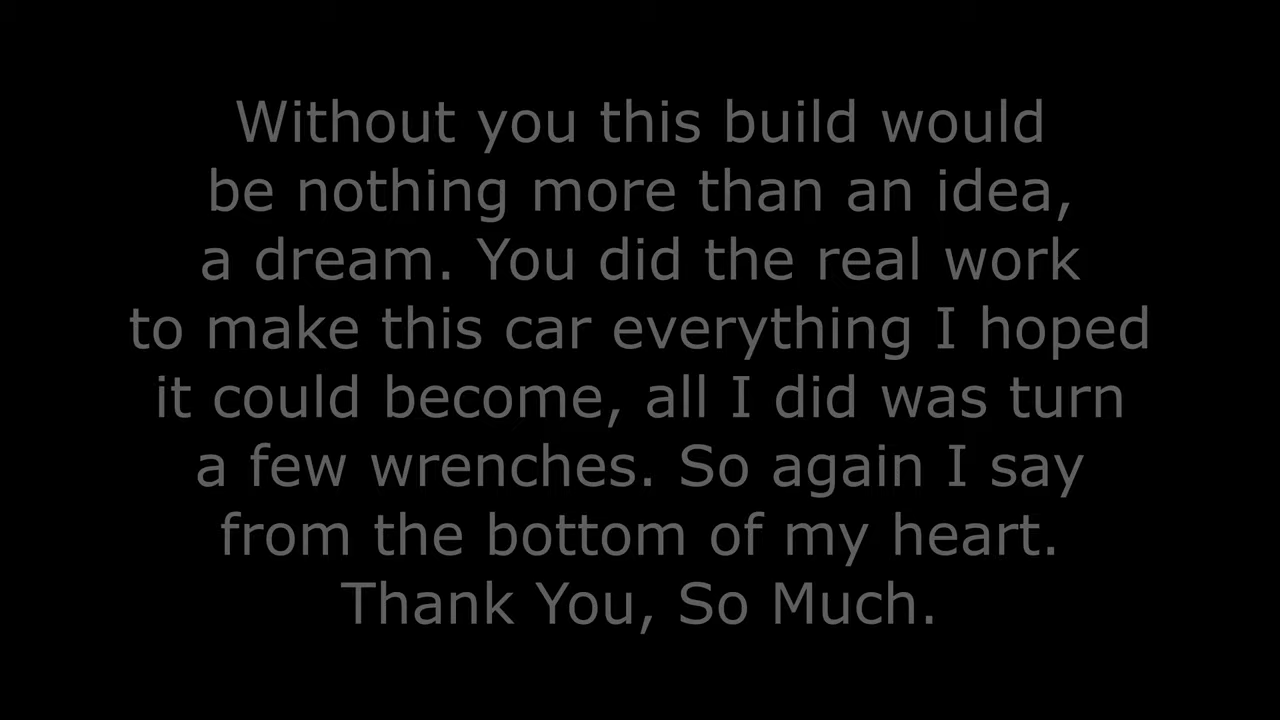 Without you this build would
be nothing more than an idea,
a dream. You did the real work
to make this car everything I hoped
it could become, all I did was turn
a few wrenches. So again I say
from the bottom of my heart.
Thank You, So Much.